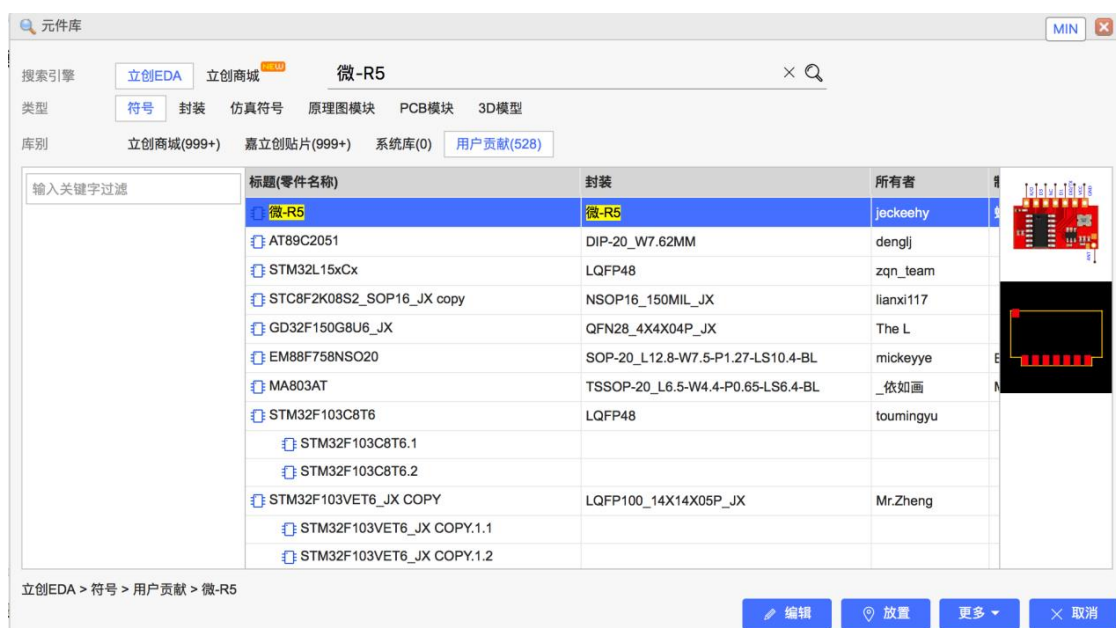 元件库 MIN
搜索引擎 立创EDA 立创商城 NEW 微-R5
类型 符号 封装 仿真符号 原理图模块 PCB模块 3D模型
库别 立创商城(999+) 嘉立创贴片(999+) 系统库(0) 用户贡献(528)
输入关键字过滤
标题(零件名称) 封装 所有者
微-R5 微-R5 jeckeehy
AT89C2051 DIP-20_W7.62MM denglj
STM32L15xCx LQFP48 zqn_team
STC8F2K08S2_SOP16_JX copy NSOP16_150MIL_JX lianxi117
GD32F150G8U6_JX QFN28_4X4X04P_JX The L
EM88F758NSO20 SOP-20_L12.8-W7.5-P1.27-LS10.4-BL mickeyye
MA803AT TSSOP-20_L6.5-W4.4-P0.65-LS6.4-BL _依如画
STM32F103C8T6 LQFP48 toumingyu
STM32F103C8T6.1
STM32F103C8T6.2
STM32F103VET6_JX COPY LQFP100_14X14X05P_JX Mr.Zheng
STM32F103VET6_JX COPY.1.1
STM32F103VET6_JX COPY.1.2
立创EDA > 符号 > 用户贡献 > 微-R5
编辑 放置 更多 取消